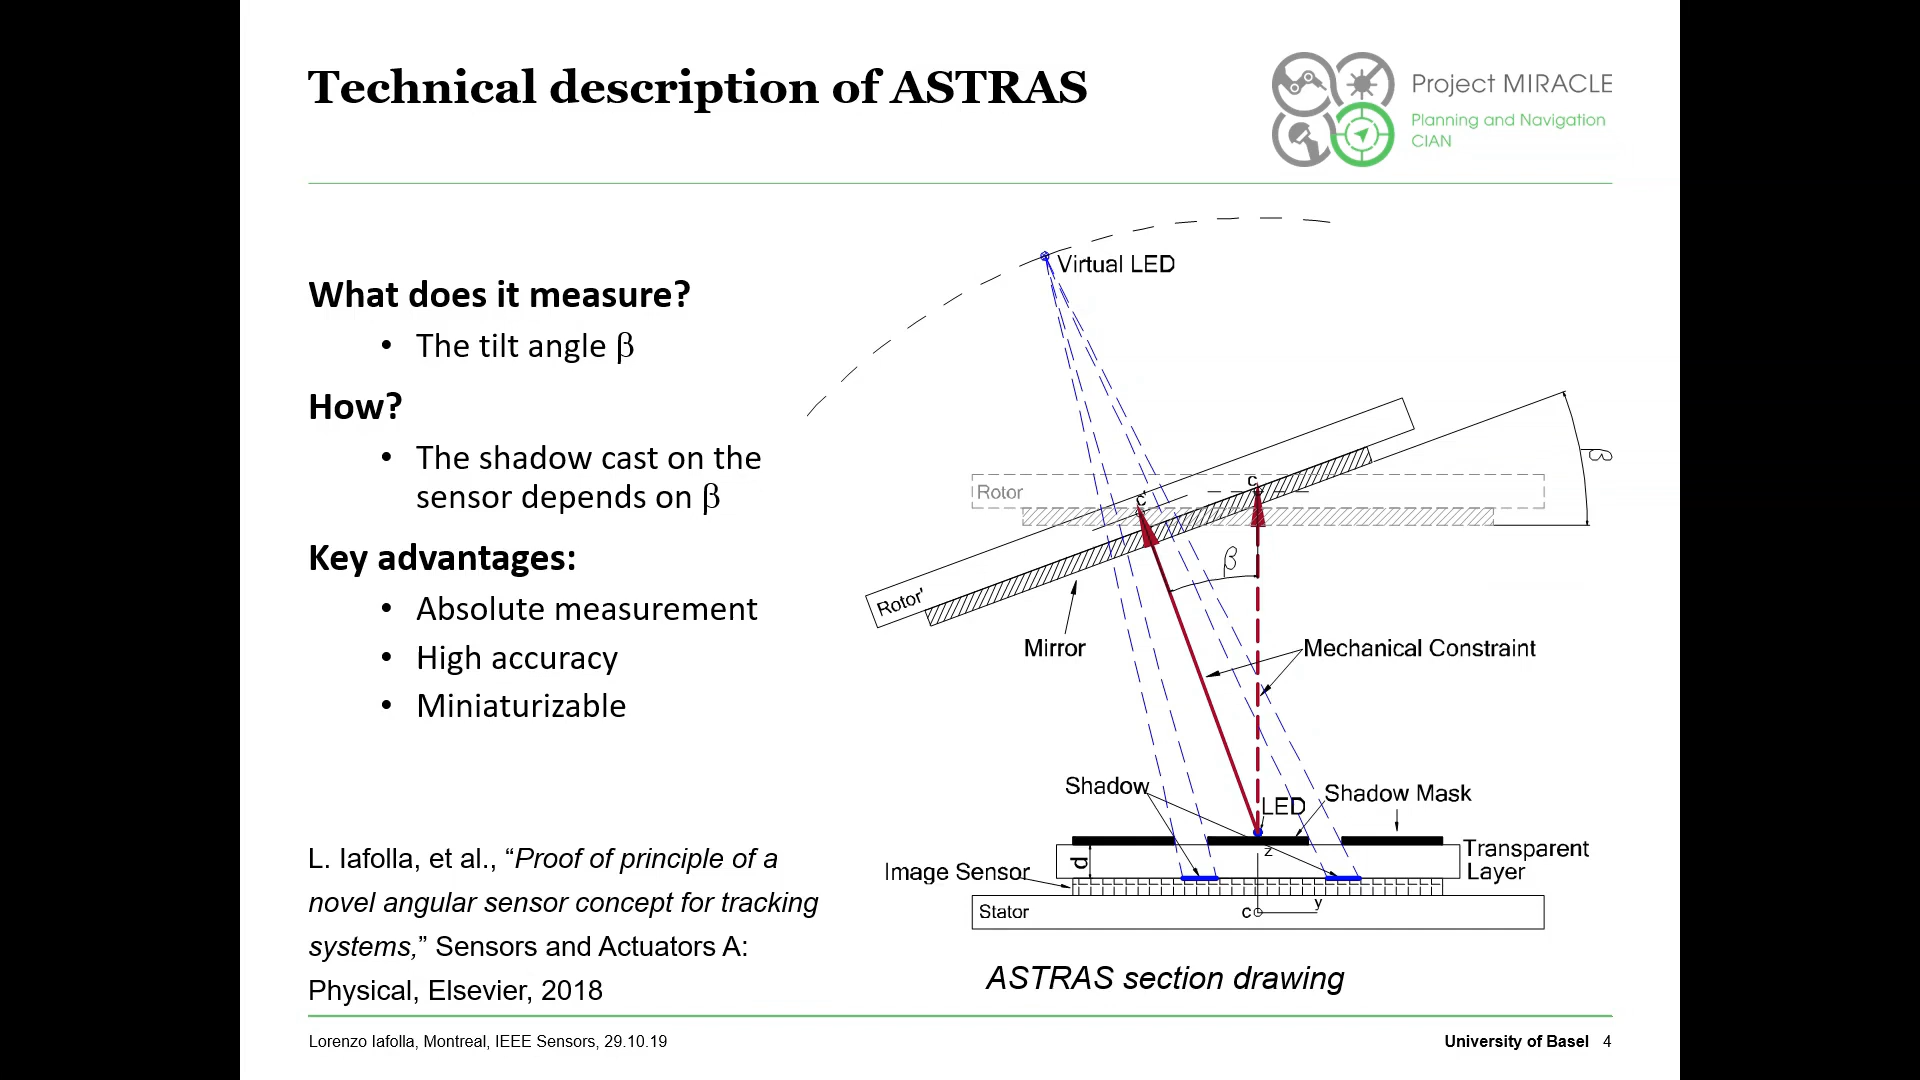 Technical description of ASTRAS
Project MIRACLE
Planning and Navigation
CIAN
What does it measure?
• The tilt angle β
How?
• The shadow cast on the
sensor depends on β
Key advantages:
• Absolute measurement
• High accuracy
• Miniaturizable
L. Iafolla, et al., “Proof of principle of a
novel angular sensor concept for tracking
systems,” Sensors and Actuators A:
Physical, Elsevier, 2018
Virtual LED
β
Rotor
c
c'
β
Rotor'
Mirror
Mechanical Constraint
Shadow
LED
Shadow Mask
z
d
Transparent
Layer
Image Sensor
Stator
c
y
ASTRAS section drawing
Lorenzo Iafolla, Montreal, IEEE Sensors, 29.10.19
University of Basel 4